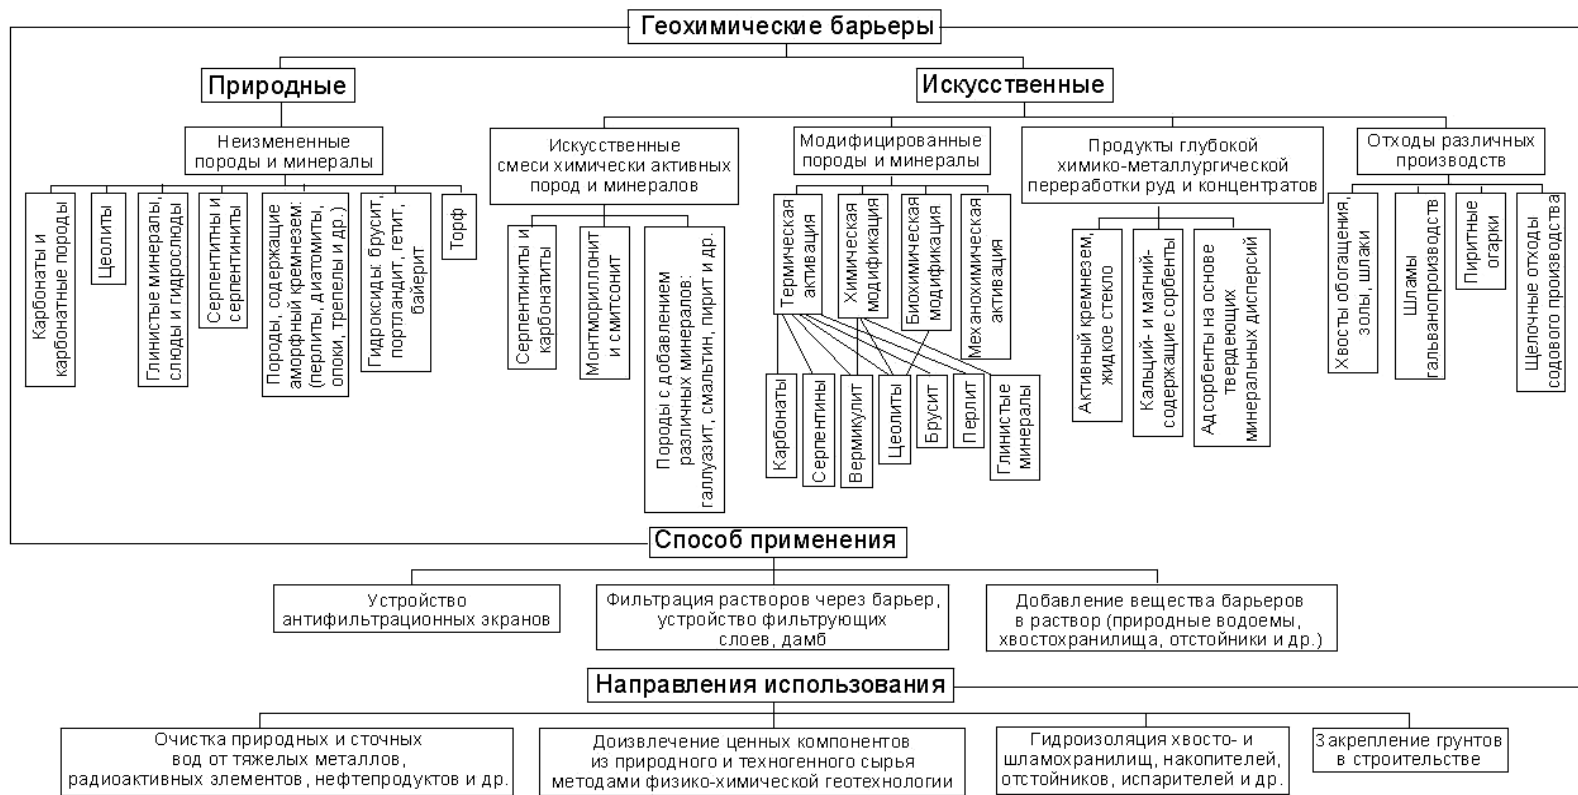 Геохимические барьеры
Природные
Искусственные
Неизмененные
породы и минералы
Искусственные
смеси химически активных
пород и минералов
Модифицированные
породы и минералы
Продукты глубокой
химико-металлургической
переработки руд и концентратов
Отходы различных
производств
Карбонаты и
карбонатные породы
Цеолиты
Глинистые минералы,
слюды и гидрослюды
Серпентитны и
серпентиниты
Породы, содержащие
аморфный кремнезем:
(перлиты, диатомиты,
опоки, трепелы и др.)
Гидроксиды: брусит,
портландит, гетит,
байерит
Торф
Серпентиниты и
карбонатиты
Монтмориллонит
и смитсонит
Породы с добавлением
различных минералов:
галлуазит, смальтин, пирит и др.
Термическая
активация
Химическая
модификация
Биохимическая
модификация
Механохимическая
активация
Карбонаты
Серпентины
Вермикулит
Цеолиты
Брусит
Перлит
Глинистые
минералы
Активный кремнезем,
жидкое стекло
Кальций- и магний-
содержащие сорбенты
Адсорбенты на основе
твердеющих
минеральных дисперсий
Хвосты обогащения,
золы, шлаки
Шламы
гальванопроизводств
Пиритные
огарки
Щелочные отходы
содового производства
Способ применения
Устройство
антифильтрационных экранов
Фильтрация растворов через барьер,
устройство фильтрующих
слоев, дамб
Добавление вещества барьеров
в раствор (природные водоемы,
хвостохранилища, отстойники и др.)
Направления использования
Очистка природных и сточных
вод от тяжелых металлов,
радиоактивных элементов, нефтепродуктов и др.
Доизвлечение ценных компонентов
из природного и техногенного сырья
методами физико-химической геотехнологии
Гидроизоляция хвосто- и
шламохранилищ, накопителей,
отстойников, испарителей и др.
Закрепление грунтов
в строительстве